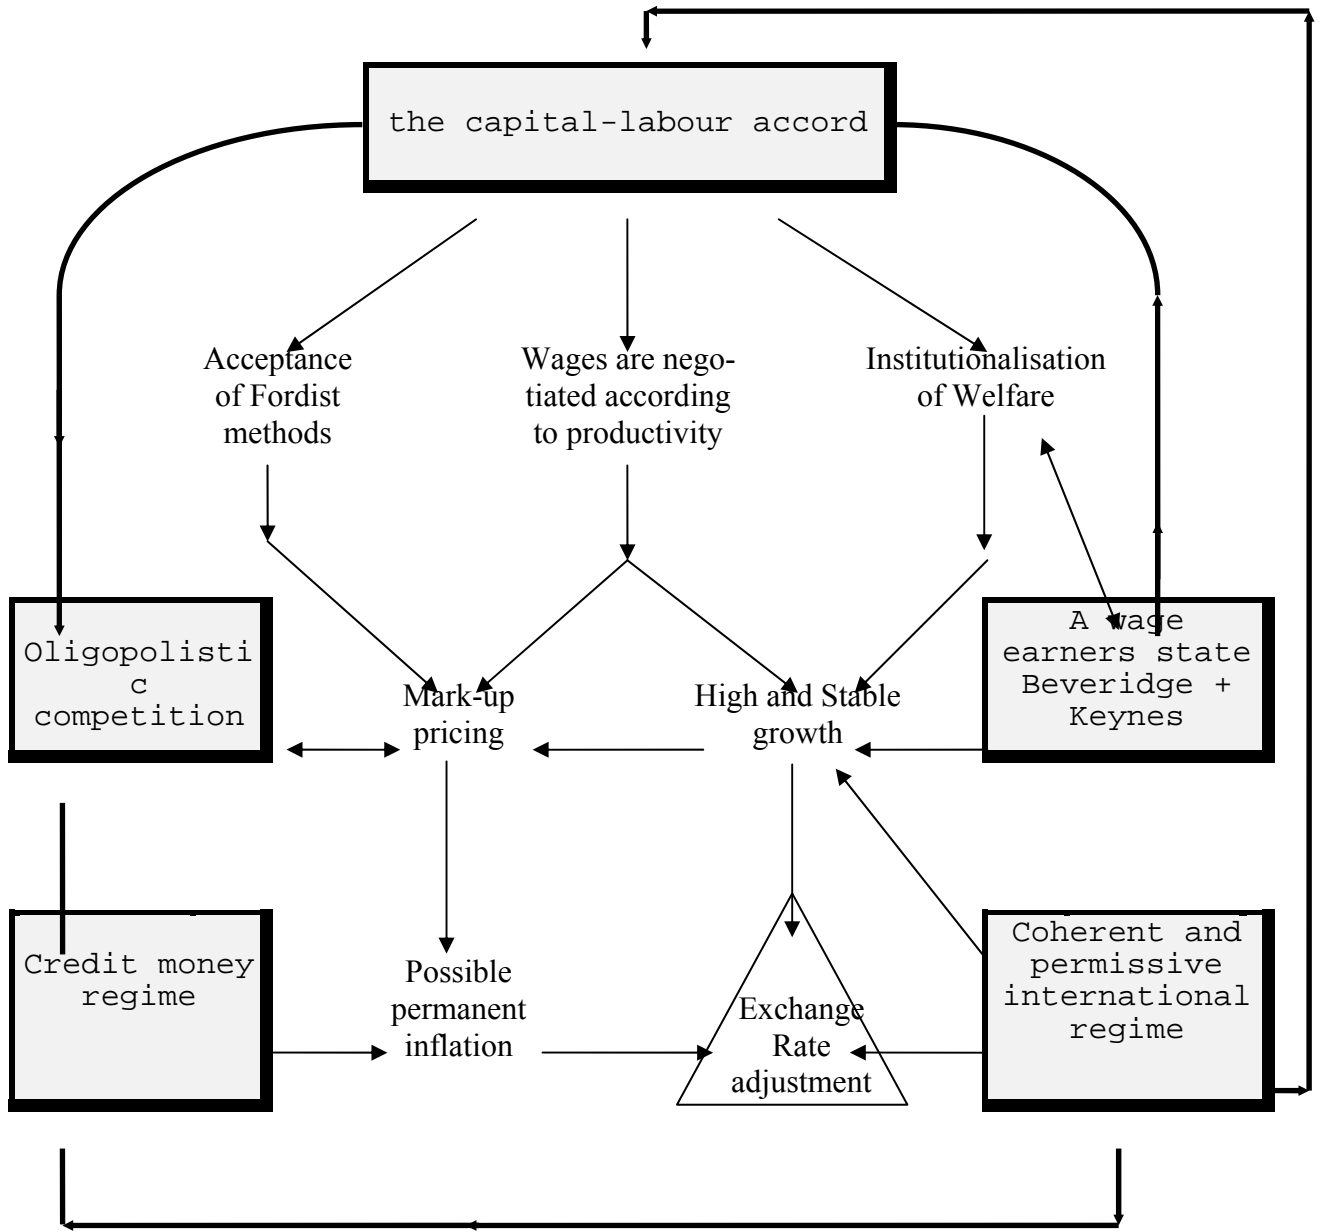 the capital-labour accord
Acceptance
of Fordist
methods
Wages are nego-
tiated according
to productivity
Institutionalisation
of Welfare
Oligopolisti
c
competition
Mark-up
pricing
High and Stable
growth
A wage
earners state
Beveridge +
Keynes
Credit money
regime
Possible
permanent
inflation
Exchange
Rate
adjustment
Coherent and
permissive
international
regime